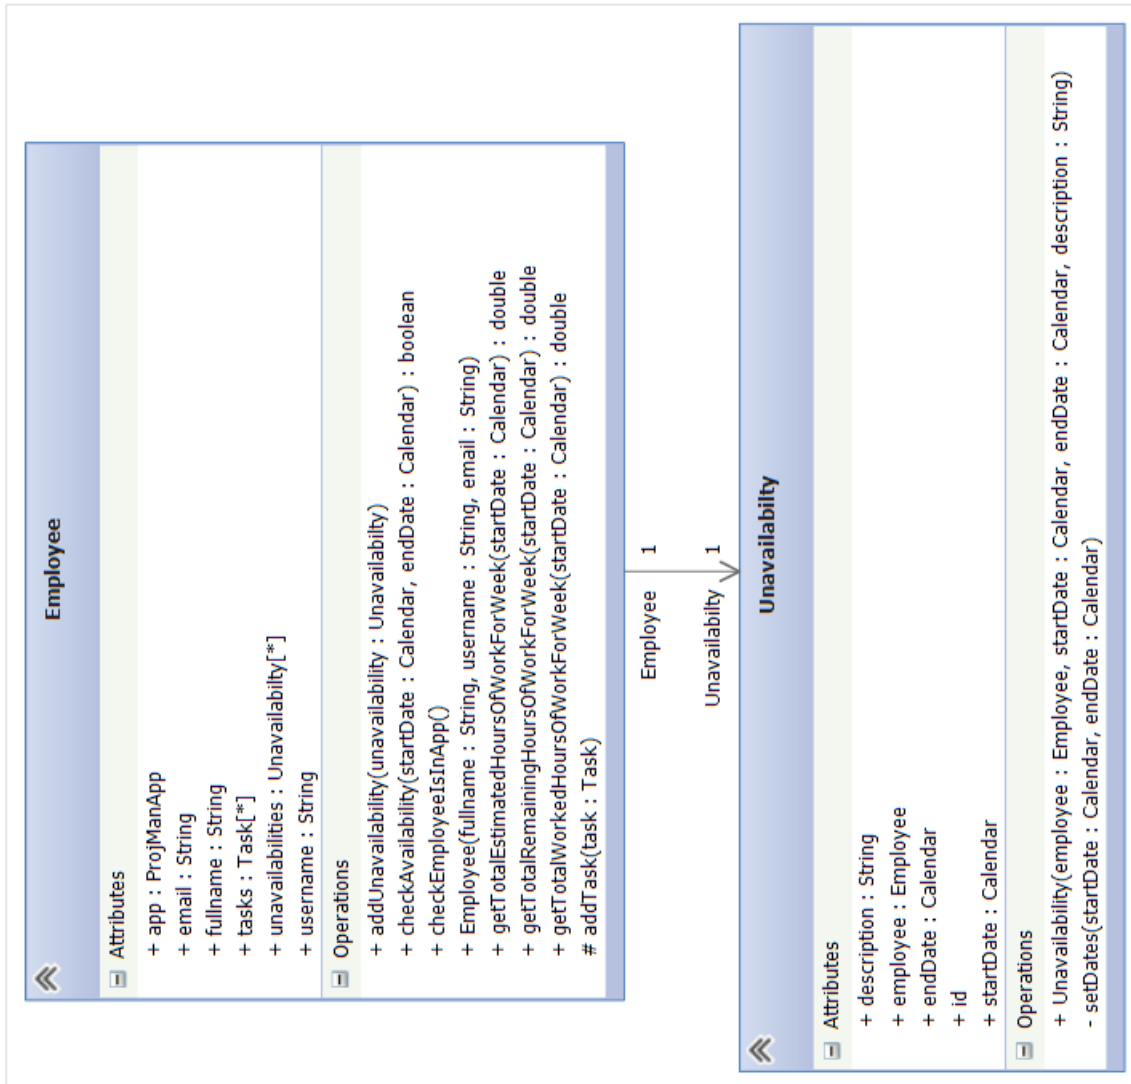 Employee
Attributes
+ app : ProjManApp
+ email : String
+ fullname : String
+ tasks : Task[*]
+ unavailabilities : Unavailabilty[*]
+ username : String
Operations
+ addUnavailability(unavailability : Unavailabilty)
+ checkAvailability(startDate : Calendar, endDate : Calendar) : boolean
+ checkEmployeeIsInApp()
+ Employee(fullname : String, username : String, email : String)
+ getTotalEstimatedHoursOfWorkForWeek(startDate : Calendar) : double
+ getTotalRemainingHoursOfWorkForWeek(startDate : Calendar) : double
+ getTotalWorkedHoursOfWorkForWeek(startDate : Calendar) : double
# addTask(task : Task)
Employee 1
Unavailabilty 1
Unavailabilty
Attributes
+ description : String
+ employee : Employee
+ endDate : Calendar
+ id
+ startDate : Calendar
Operations
+ Unavailability(employee : Employee, startDate : Calendar, endDate : Calendar, description : String)
- setDates(startDate : Calendar, endDate : Calendar)